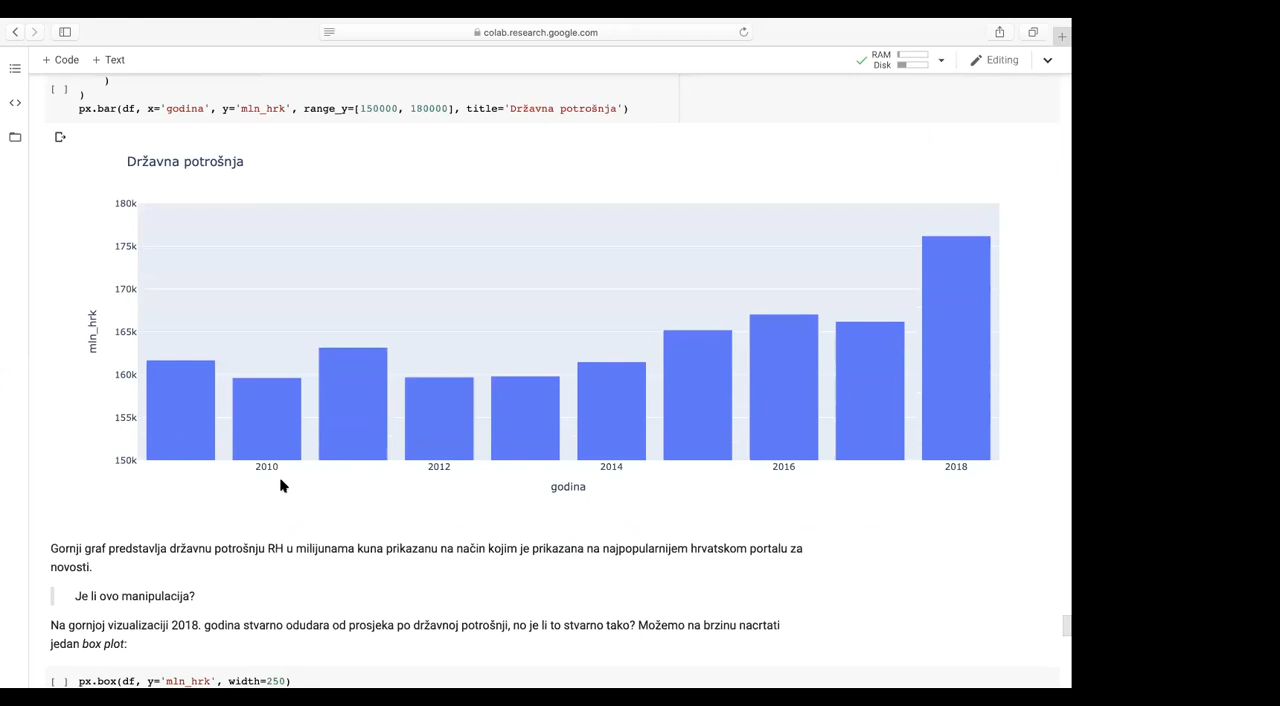 colab.research.google.com
+ Code + Text
RAM
Disk
Editing
)
[ ] )
px.bar(df, x='godina', y='mln_hrk', range_y=[150000, 180000], title='Državna potrošnja')
Državna potrošnja
180k
175k
170k
165k
160k
155k
150k
mln_hrk
2010 2012 2014 2016 2018
godina
Gornji graf predstavlja državnu potrošnju RH u milijunama kuna prikazanu na način kojim je prikazana na najpopularnijem hrvatskom portalu za
novosti.
Je li ovo manipulacija?
Na gornjoj vizualizaciji 2018. godina stvarno odudara od prosjeka po državnoj potrošnji, no je li to stvarno tako? Možemo na brzinu nacrtati
jedan box plot:
[ ] px.box(df, y='mln_hrk', width=250)